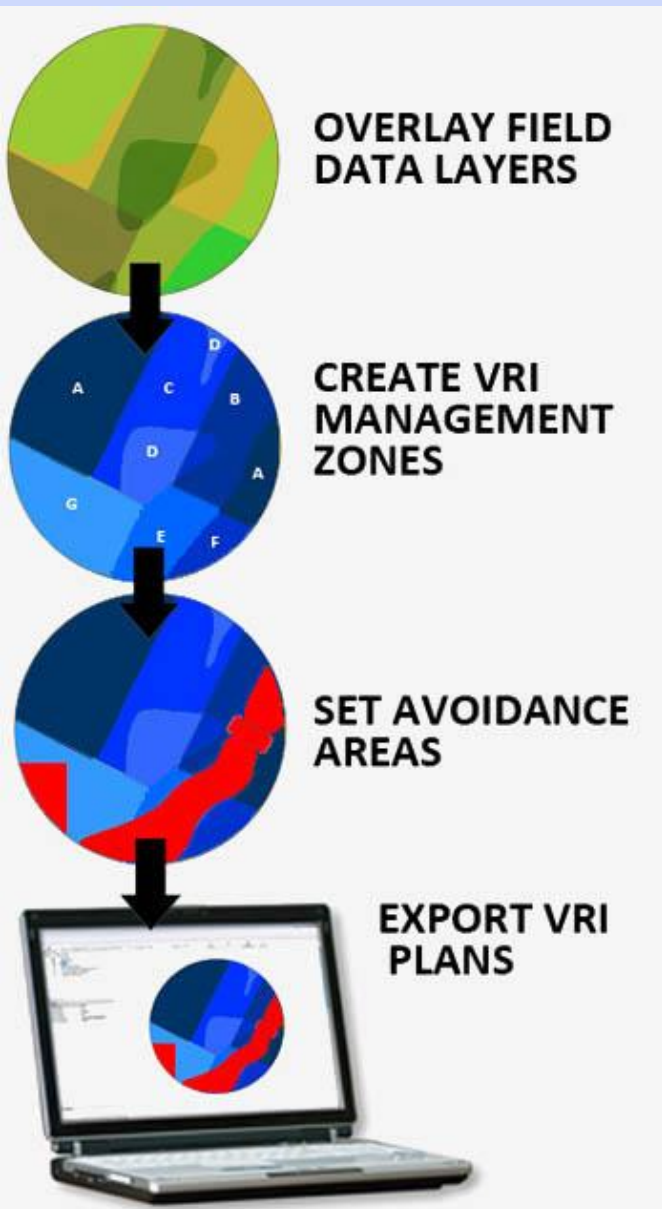 OVERLAY FIELD
DATA LAYERS
D
A
C
B
D
A
G
E
F
CREATE VRI
MANAGEMENT
ZONES
SET AVOIDANCE
AREAS
EXPORT VRI
PLANS